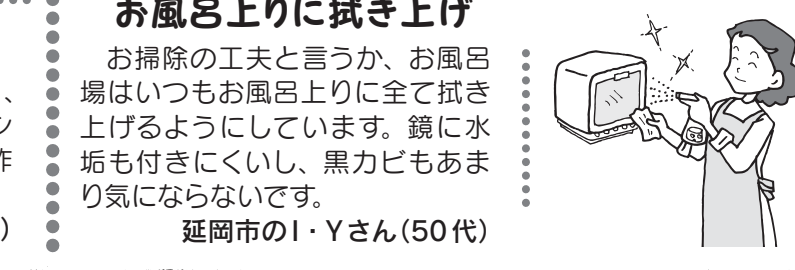 お風呂上りに拭き上げ
お掃除の工夫と言うか、お風呂
場はいつもお風呂上りに全て拭き
上げるようにしています。鏡に水
垢も付きにくいし、黒カビもあま
り気にならないです。
延岡市のI・Yさん(50代)